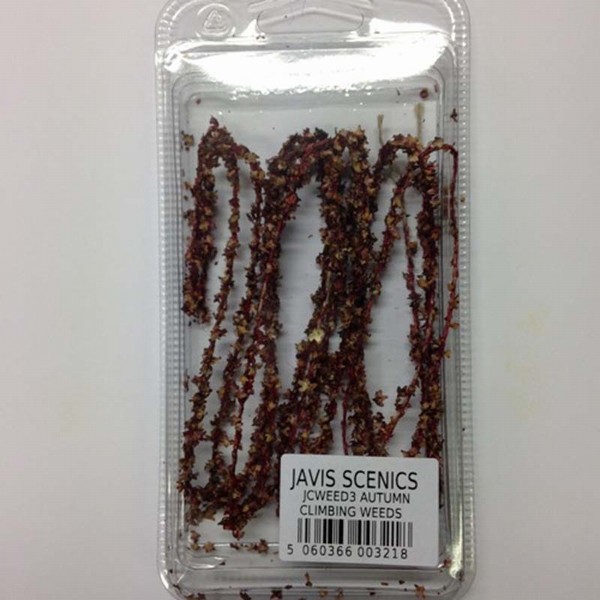 JAVIS SCENICS
JCWEED3 AUTUMN
CLIMBING WEEDS
5 060366 003218